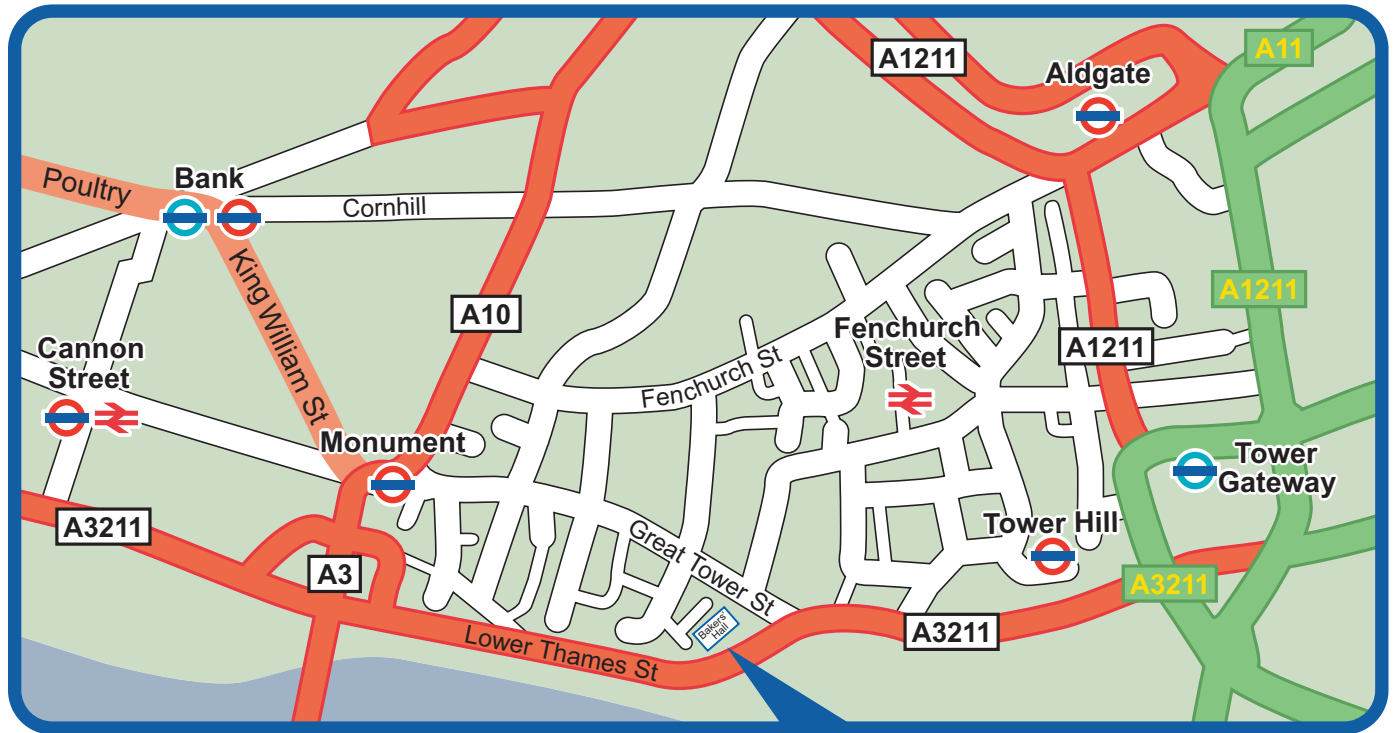 A11
A1211
Aldgate
Bank
Poultry
Cornhill
King William St
A1211
A10
Fenchurch
Street
A1211
Cannon
Street
Fenchurch St
Monument
Tower
Gateway
A3211
Great Tower St
Tower Hill
A3
A3211
Bakers'
Hall
A3211
Lower Thames St